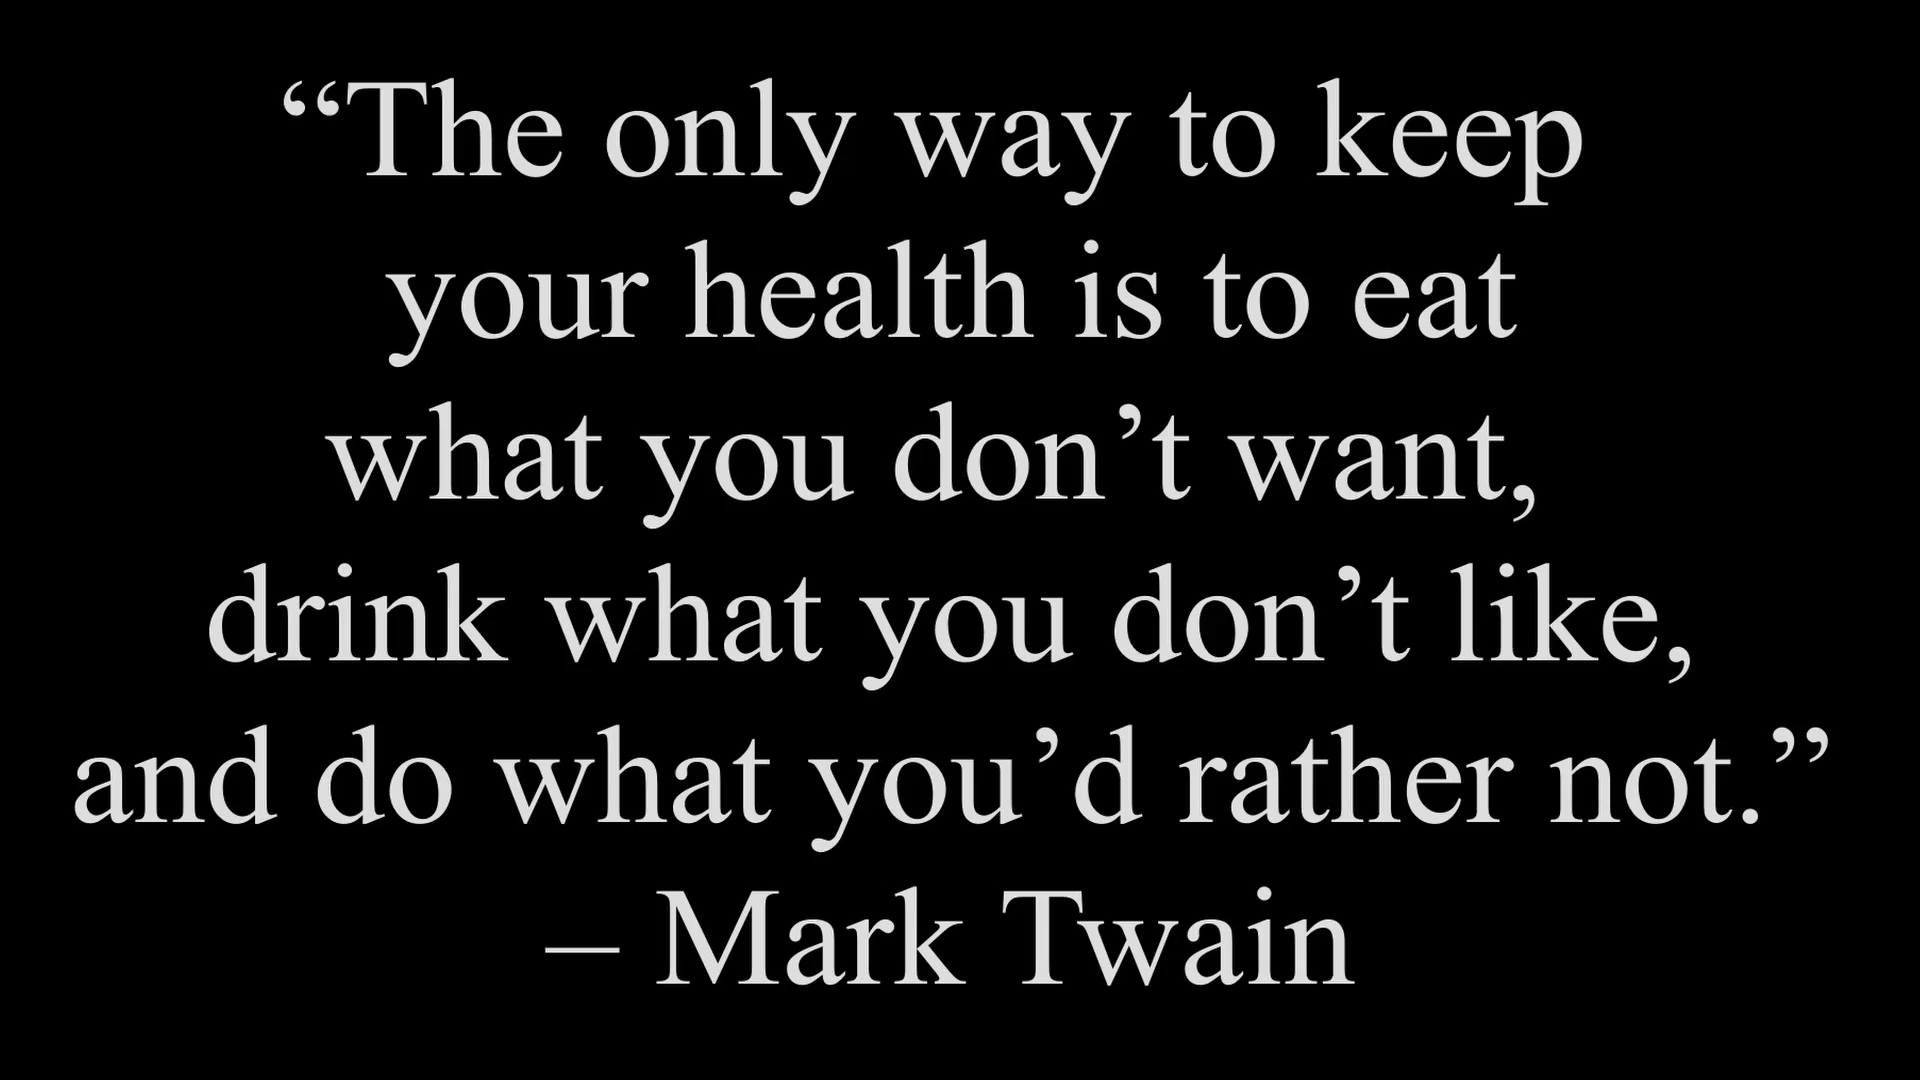 “The only way to keep
your health is to eat
what you don’t want,
drink what you don’t like,
and do what you’d rather not.”
– Mark Twain